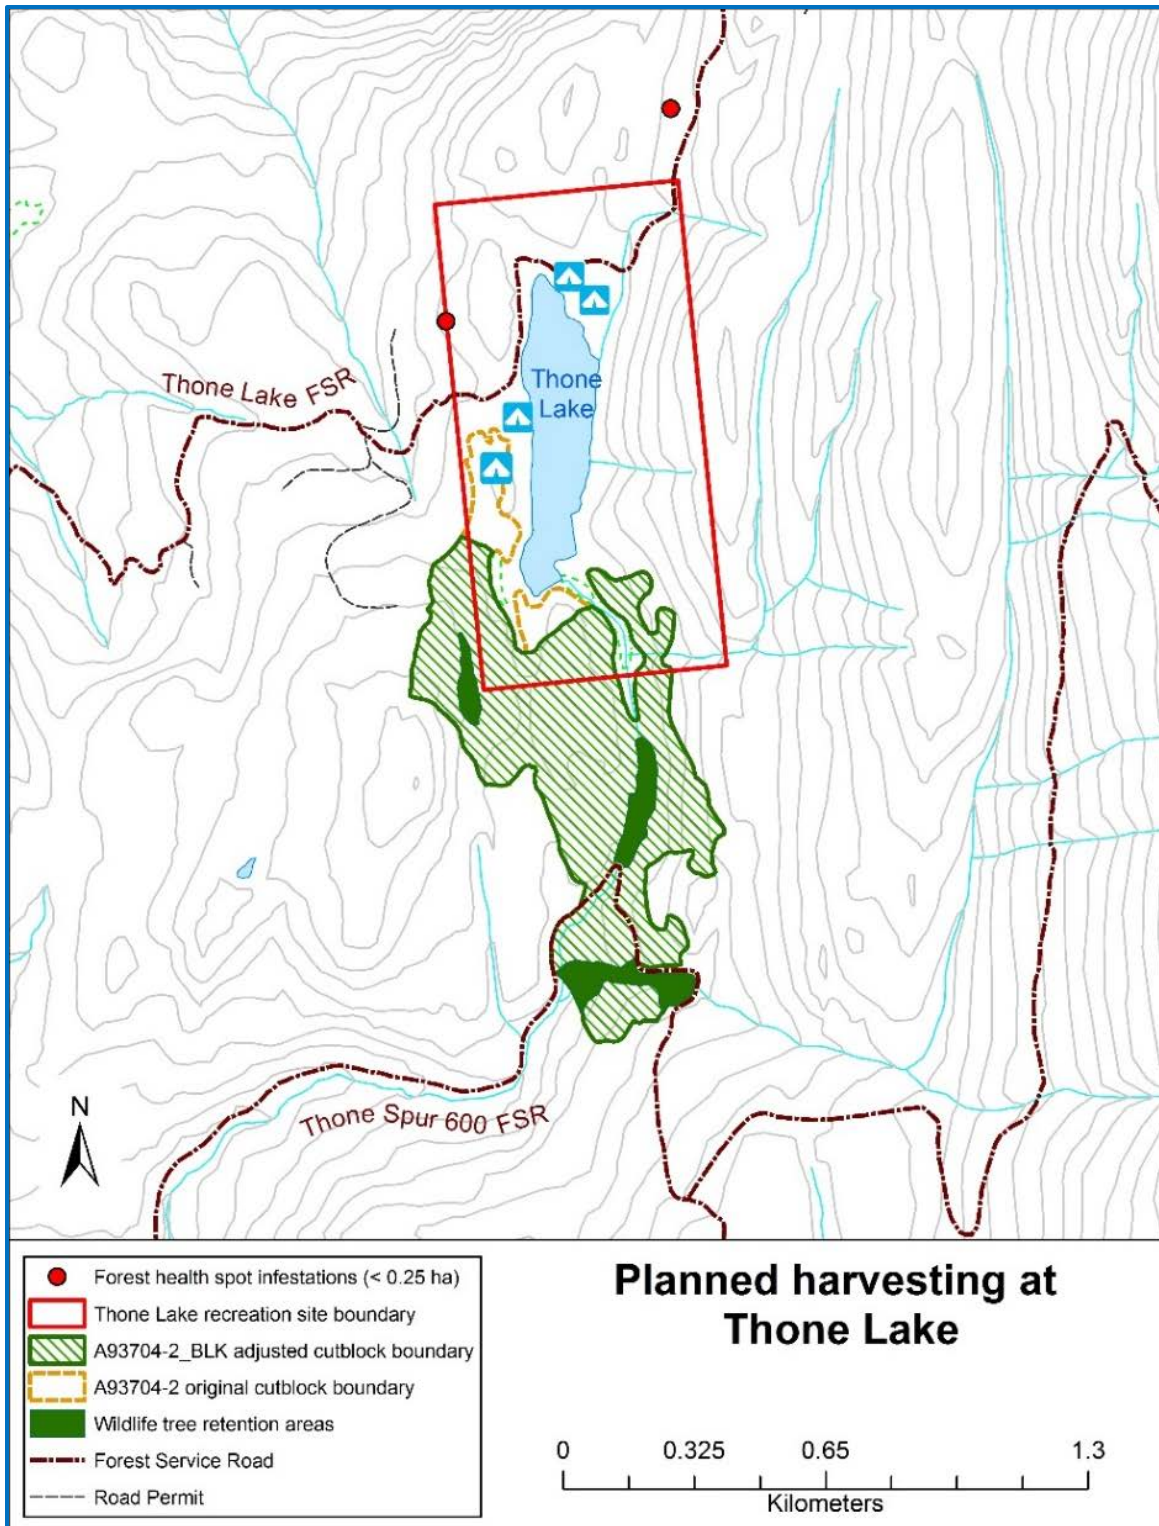 Thone Lake FSR
Thone
Lake
N
Thone Spur 600 FSR
Forest health spot infestations (< 0.25 ha)
Thone Lake recreation site boundary
A93704-2_BLK adjusted cutblock boundary
A93704-2 original cutblock boundary
Wildlife tree retention areas
Forest Service Road
Road Permit
Planned harvesting at
Thone Lake
0 0.325 0.65 1.3
Kilometers